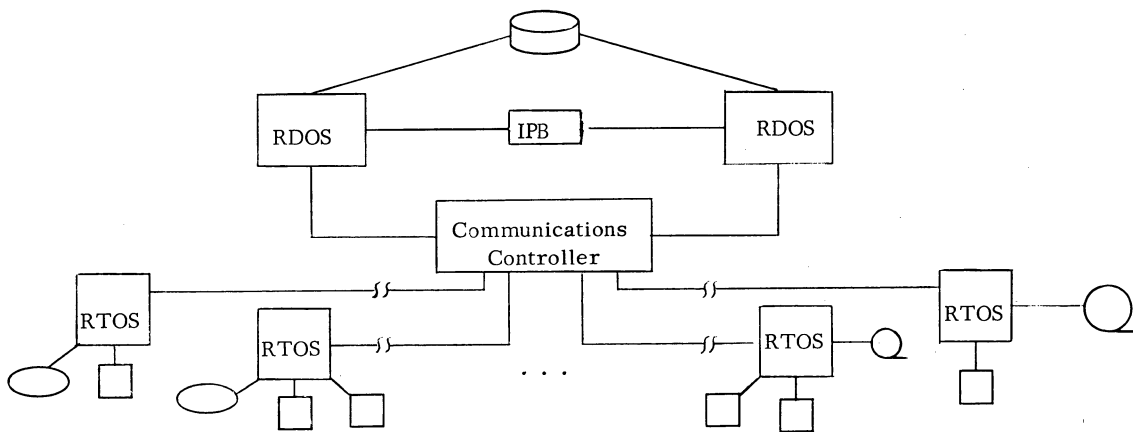 RDOS
IPB
RDOS
Communications
Controller
RTOS
RTOS
. . .
RTOS
RTOS